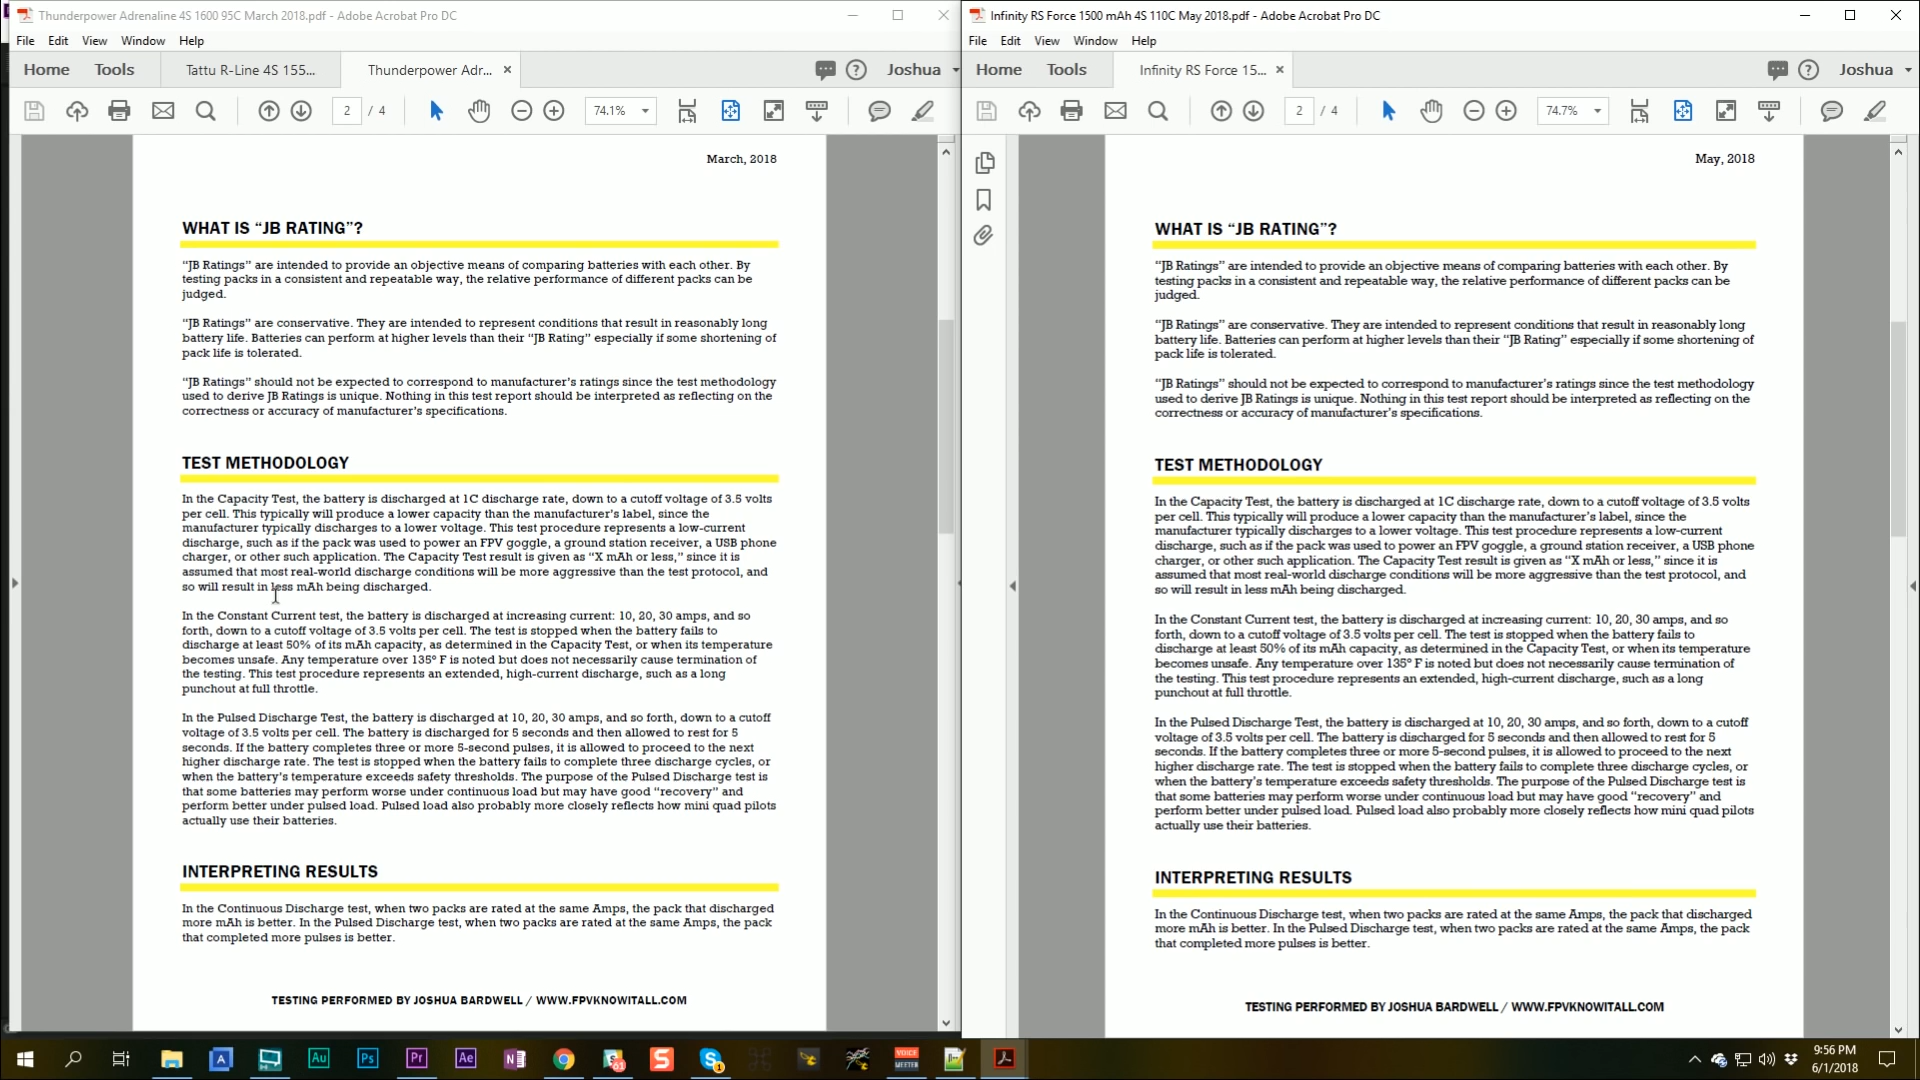 Thunderpower Adrenaline 4S 1600 95C March 2018.pdf - Adobe Acrobat Pro DC
File Edit View Window Help
Home Tools Tattu R-Line 4S 155... Thunderpower Adr... × Joshua
2 / 4 74.1%
March, 2018
WHAT IS “JB RATING”?
“JB Ratings” are intended to provide an objective means of comparing batteries with each other. By
testing packs in a consistent and repeatable way, the relative performance of different packs can be
judged.
“JB Ratings” are conservative. They are intended to represent conditions that result in reasonably long
battery life. Batteries can perform at higher levels than their “JB Rating” especially if some shortening of
pack life is tolerated.
“JB Ratings” should not be expected to correspond to manufacturer’s ratings since the test methodology
used to derive JB Ratings is unique. Nothing in this test report should be interpreted as reflecting on the
correctness or accuracy of manufacturer’s specifications.
TEST METHODOLOGY
In the Capacity Test, the battery is discharged at 1C discharge rate, down to a cutoff voltage of 3.5 volts
per cell. This typically will produce a lower capacity than the manufacturer’s label, since the
manufacturer typically discharges to a lower voltage. This test procedure represents a low-current
discharge, such as if the pack was used to power an FPV goggle, a ground station receiver, a USB phone
charger, or other such application. The Capacity Test result is given as “X mAh or less,” since it is
assumed that most real-world discharge conditions will be more aggressive than the test protocol, and
so will result in less mAh being discharged.
In the Constant Current test, the battery is discharged at increasing current: 10, 20, 30 amps, and so
forth, down to a cutoff voltage of 3.5 volts per cell. The test is stopped when the battery fails to
discharge at least 50% of its mAh capacity, as determined in the Capacity Test, or when its temperature
becomes unsafe. Any temperature over 135° F is noted but does not necessarily cause termination of
the testing. This test procedure represents an extended, high-current discharge, such as a long
punchout at full throttle.
In the Pulsed Discharge Test, the battery is discharged at 10, 20, 30 amps, and so forth, down to a cutoff
voltage of 3.5 volts per cell. The battery is discharged for 5 seconds and then allowed to rest for 5
seconds. If the battery completes three or more 5-second pulses, it is allowed to proceed to the next
higher discharge rate. The test is stopped when the battery fails to complete three discharge cycles, or
when the battery’s temperature exceeds safety thresholds. The purpose of the Pulsed Discharge test is
that some batteries may perform worse under continuous load but may have good “recovery” and
perform better under pulsed load. Pulsed load also probably more closely reflects how mini quad pilots
actually use their batteries.
INTERPRETING RESULTS
In the Continuous Discharge test, when two packs are rated at the same Amps, the pack that discharged
more mAh is better. In the Pulsed Discharge test, when two packs are rated at the same Amps, the pack
that completed more pulses is better.
TESTING PERFORMED BY JOSHUA BARDWELL / WWW.FPVKNOWITALL.COM
Infinity RS Force 1500 mAh 4S 110C May 2018.pdf - Adobe Acrobat Pro DC
File Edit View Window Help
Home Tools Infinity RS Force 15... × Joshua
2 / 4 74.7%
May, 2018
WHAT IS “JB RATING”?
“JB Ratings” are intended to provide an objective means of comparing batteries with each other. By
testing packs in a consistent and repeatable way, the relative performance of different packs can be
judged.
“JB Ratings” are conservative. They are intended to represent conditions that result in reasonably long
battery life. Batteries can perform at higher levels than their “JB Rating” especially if some shortening of
pack life is tolerated.
“JB Ratings” should not be expected to correspond to manufacturer’s ratings since the test methodology
used to derive JB Ratings is unique. Nothing in this test report should be interpreted as reflecting on the
correctness or accuracy of manufacturer’s specifications.
TEST METHODOLOGY
In the Capacity Test, the battery is discharged at 1C discharge rate, down to a cutoff voltage of 3.5 volts
per cell. This typically will produce a lower capacity than the manufacturer’s label, since the
manufacturer typically discharges to a lower voltage. This test procedure represents a low-current
discharge, such as if the pack was used to power an FPV goggle, a ground station receiver, a USB phone
charger, or other such application. The Capacity Test result is given as “X mAh or less,” since it is
assumed that most real-world discharge conditions will be more aggressive than the test protocol, and
so will result in less mAh being discharged.
In the Constant Current test, the battery is discharged at increasing current: 10, 20, 30 amps, and so
forth, down to a cutoff voltage of 3.5 volts per cell. The test is stopped when the battery fails to
discharge at least 50% of its mAh capacity, as determined in the Capacity Test, or when its temperature
becomes unsafe. Any temperature over 135° F is noted but does not necessarily cause termination of
the testing. This test procedure represents an extended, high-current discharge, such as a long
punchout at full throttle.
In the Pulsed Discharge Test, the battery is discharged at 10, 20, 30 amps, and so forth, down to a cutoff
voltage of 3.5 volts per cell. The battery is discharged for 5 seconds and then allowed to rest for 5
seconds. If the battery completes three or more 5-second pulses, it is allowed to proceed to the next
higher discharge rate. The test is stopped when the battery fails to complete three discharge cycles, or
when the battery’s temperature exceeds safety thresholds. The purpose of the Pulsed Discharge test is
that some batteries may perform worse under continuous load but may have good “recovery” and
perform better under pulsed load. Pulsed load also probably more closely reflects how mini quad pilots
actually use their batteries.
INTERPRETING RESULTS
In the Continuous Discharge test, when two packs are rated at the same Amps, the pack that discharged
more mAh is better. In the Pulsed Discharge test, when two packs are rated at the same Amps, the pack
that completed more pulses is better.
TESTING PERFORMED BY JOSHUA BARDWELL / WWW.FPVKNOWITALL.COM
A Au Ps Pr Ae N S VOICE MEETER
9:56 PM
6/1/2018